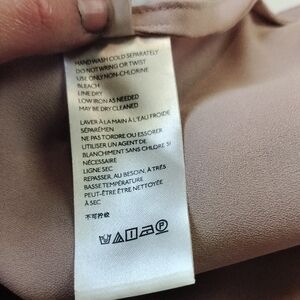 HAND WASH COLD SEPARATELY
DO NOT WRING OR TWIST
USE ONLY NON-CHLORINE
BLEACH
LINE DRY
LOW IRON AS NEEDED
MAY BE DRY CLEANED
LAVER À LA MAIN À L'EAU FROIDE
SÉPARÉMEN
NE PAS TORDRE OU ESSORER
UTILISER UN AGENT DE
BLANCHIMENT SANS CHLORE SI
NÉCESSAIRE
LIGNE SEC
REPASSER, AU BESOIN, À TRÈS
BASSE TEMPÉRATURE
PEUT-ÊTRE ÊTRE NETTOYÉE
À SEC
不可拧绞